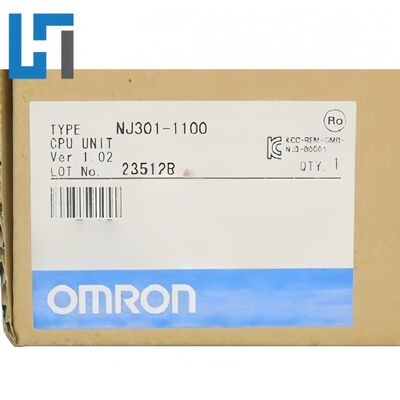 Ro
TYPE NJ301-1100
CPU UNIT
Ver.1.02
LOT No. 23512B
KCC-REM-OMR-
NJ3-00001
QTY. 1
OMRON